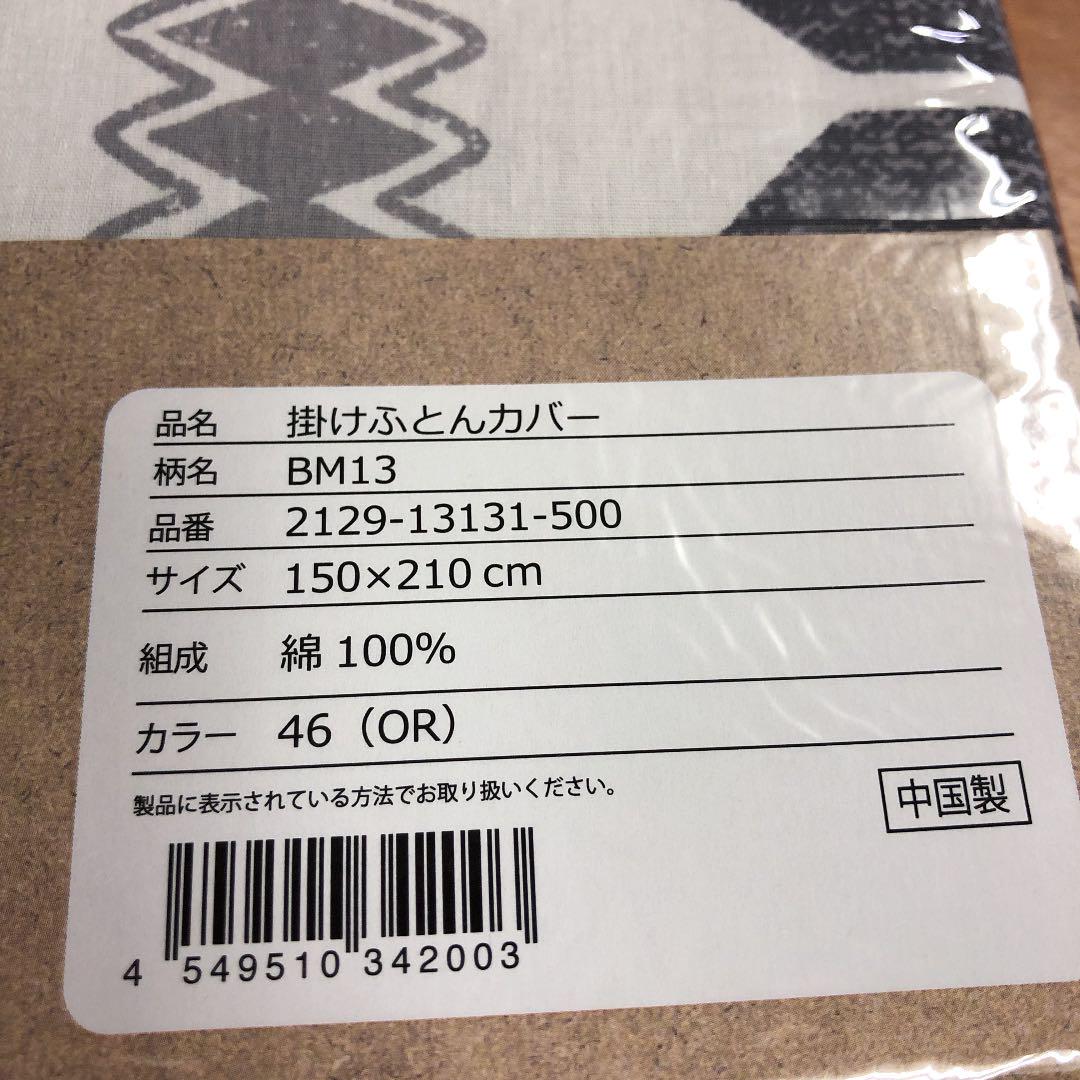 品名 掛けふとんカバー
柄名 BM13
品番 2129-13131-500
サイズ 150×210 cm
組成 綿 100%
カラー 46（OR）
製品に表示されている方法でお取り扱いください。
中国製
4 549510 342003